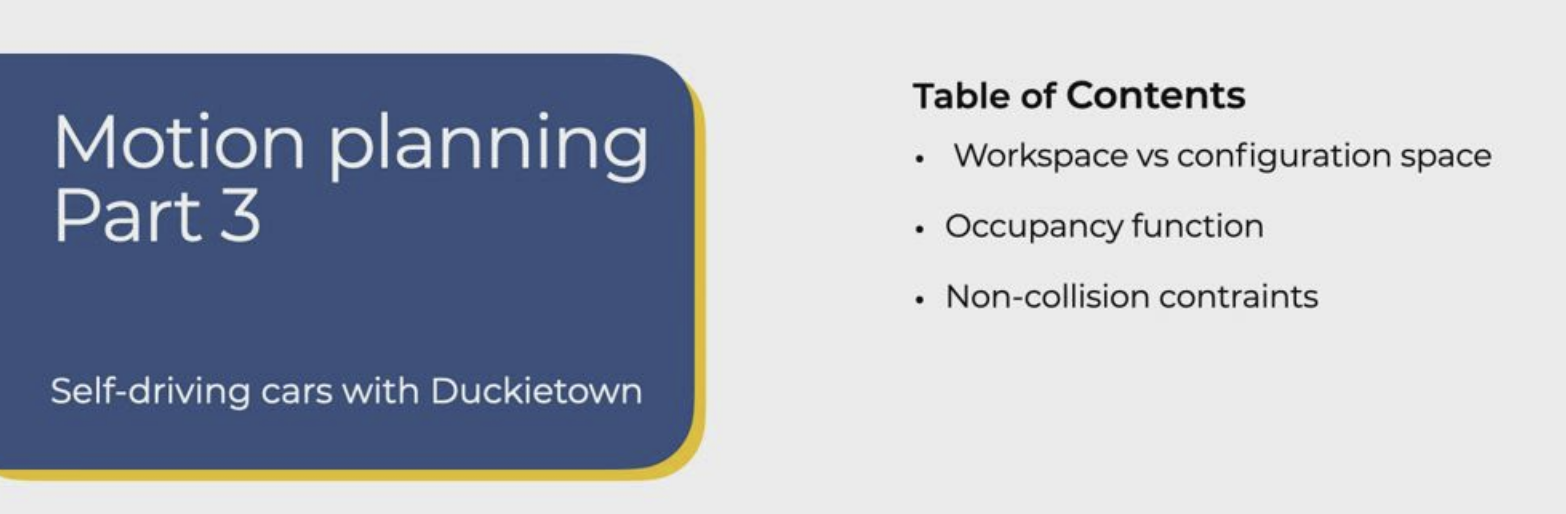 Motion planning
Part 3
Self-driving cars with Duckietown
Table of Contents
• Workspace vs configuration space
• Occupancy function
• Non-collision contraints